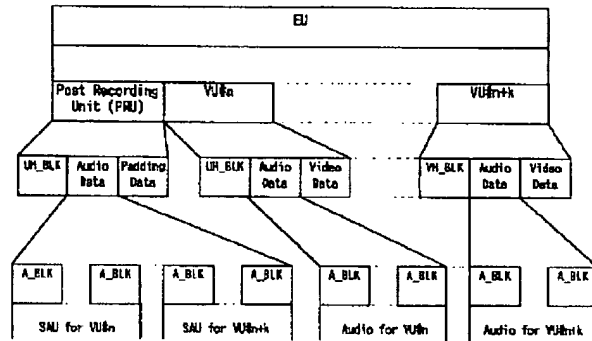 EU
Post Recording Unit (PRU)
VU#n
VU#n+k
UH_BLK
Audio Data
Padding Data
UH_BLK
Audio Data
Video Data
VH_BLK
Audio Data
Video Data
A_BLK
A_BLK
A_BLK
A_BLK
A_BLK
A_BLK
A_BLK
A_BLK
SAU for VU#n
SAU for VU#n+k
Audio for VU#n
Audio for VU#n+k